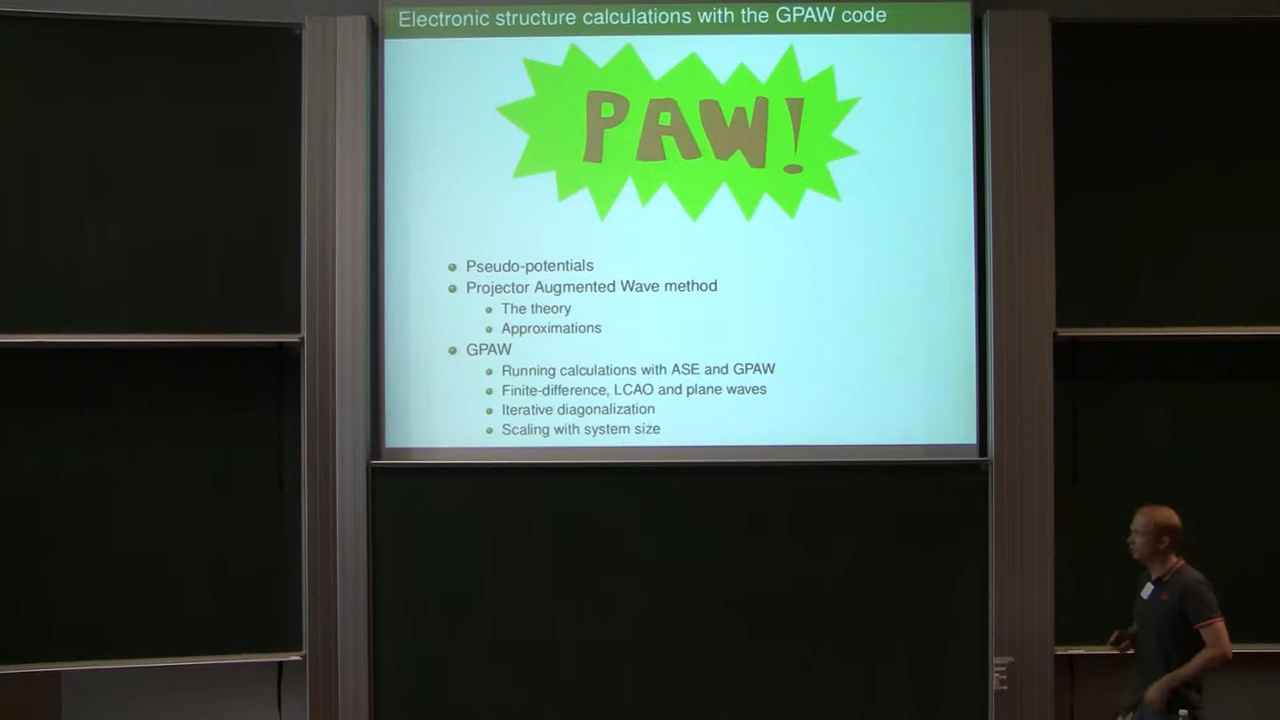 Electronic structure calculations with the GPAW code
PAW!
Pseudo-potentials
Projector Augmented Wave method
The theory
Approximations
GPAW
Running calculations with ASE and GPAW
Finite-difference, LCAO and plane waves
Iterative diagonalization
Scaling with system size